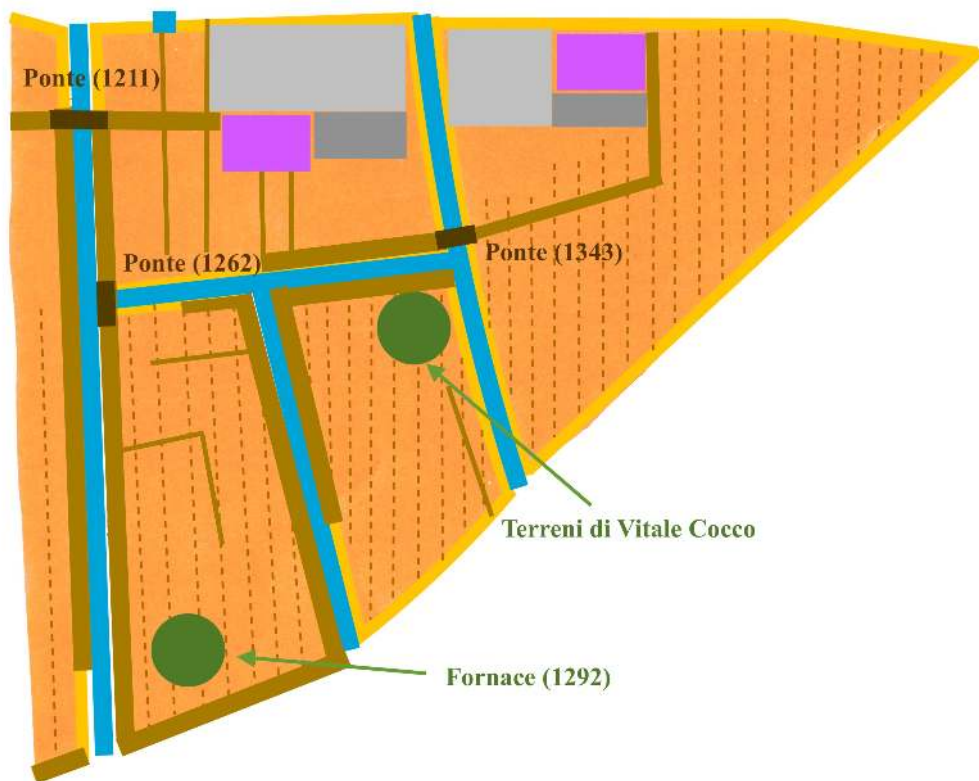 Ponte (1211)
Ponte (1262)
Ponte (1343)
Terreni di Vitale Cocco
Fornace (1292)